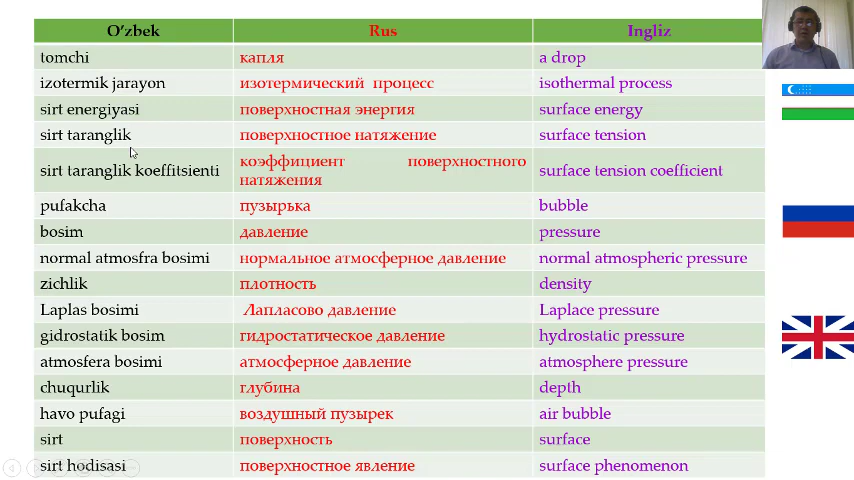 O'zbek Rus Ingliz
tomchi капля a drop
izotermik jarayon изотермический процесс isothermal process
sirt energiyasi поверхностная энергия surface energy
sirt taranglik поверхностное натяжение surface tension
sirt taranglik koeffitsienti коэффициент поверхностного натяжения surface tension coefficient
pufakcha пузырька bubble
bosim давление pressure
normal atmosfra bosimi нормальное атмосферное давление normal atmospheric pressure
zichlik плотность density
Laplas bosimi Лапласово давление Laplace pressure
gidrostatik bosim гидростатическое давление hydrostatic pressure
atmosfera bosimi атмосферное давление atmosphere pressure
chuqurlik глубина depth
havo pufagi воздушный пузырек air bubble
sirt поверхность surface
sirt hodisasi поверхностное явление surface phenomenon